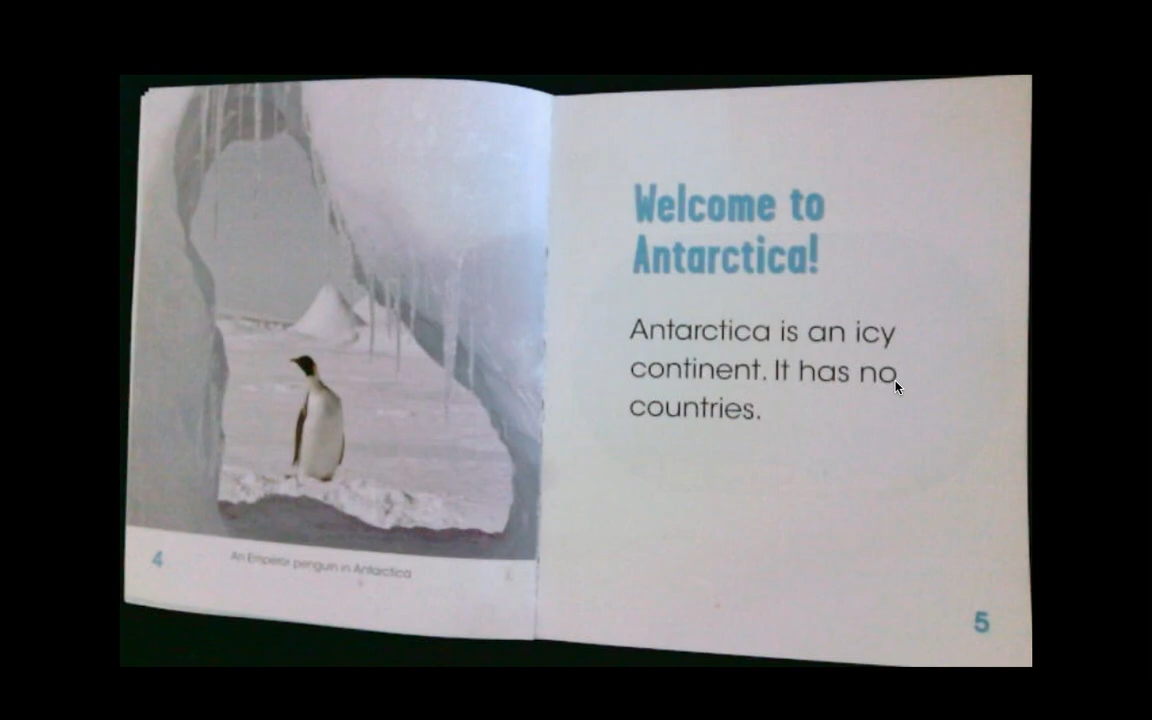 4
An Emperor penguin in Antarctica
Welcome to
Antarctica!
Antarctica is an icy
continent. It has no
countries.
5